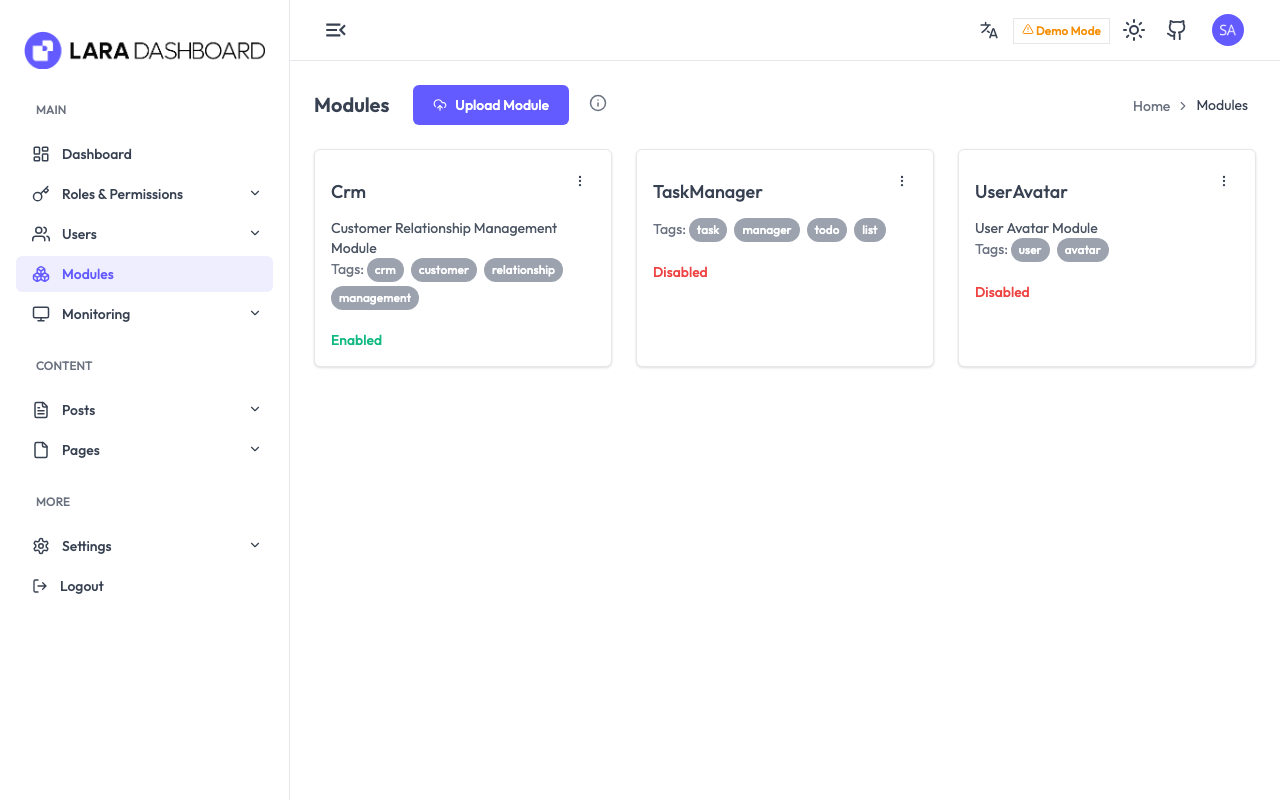 LARA DASHBOARD
MAIN
Dashboard
Roles & Permissions
Users
Modules
Monitoring
CONTENT
Posts
Pages
MORE
Settings
Logout
Demo Mode
SA
Modules
Upload Module
Home
Modules
Crm
Customer Relationship Management
Module
Tags: crm customer relationship
management
Enabled
TaskManager
Tags: task manager todo list
Disabled
UserAvatar
User Avatar Module
Tags: user avatar
Disabled